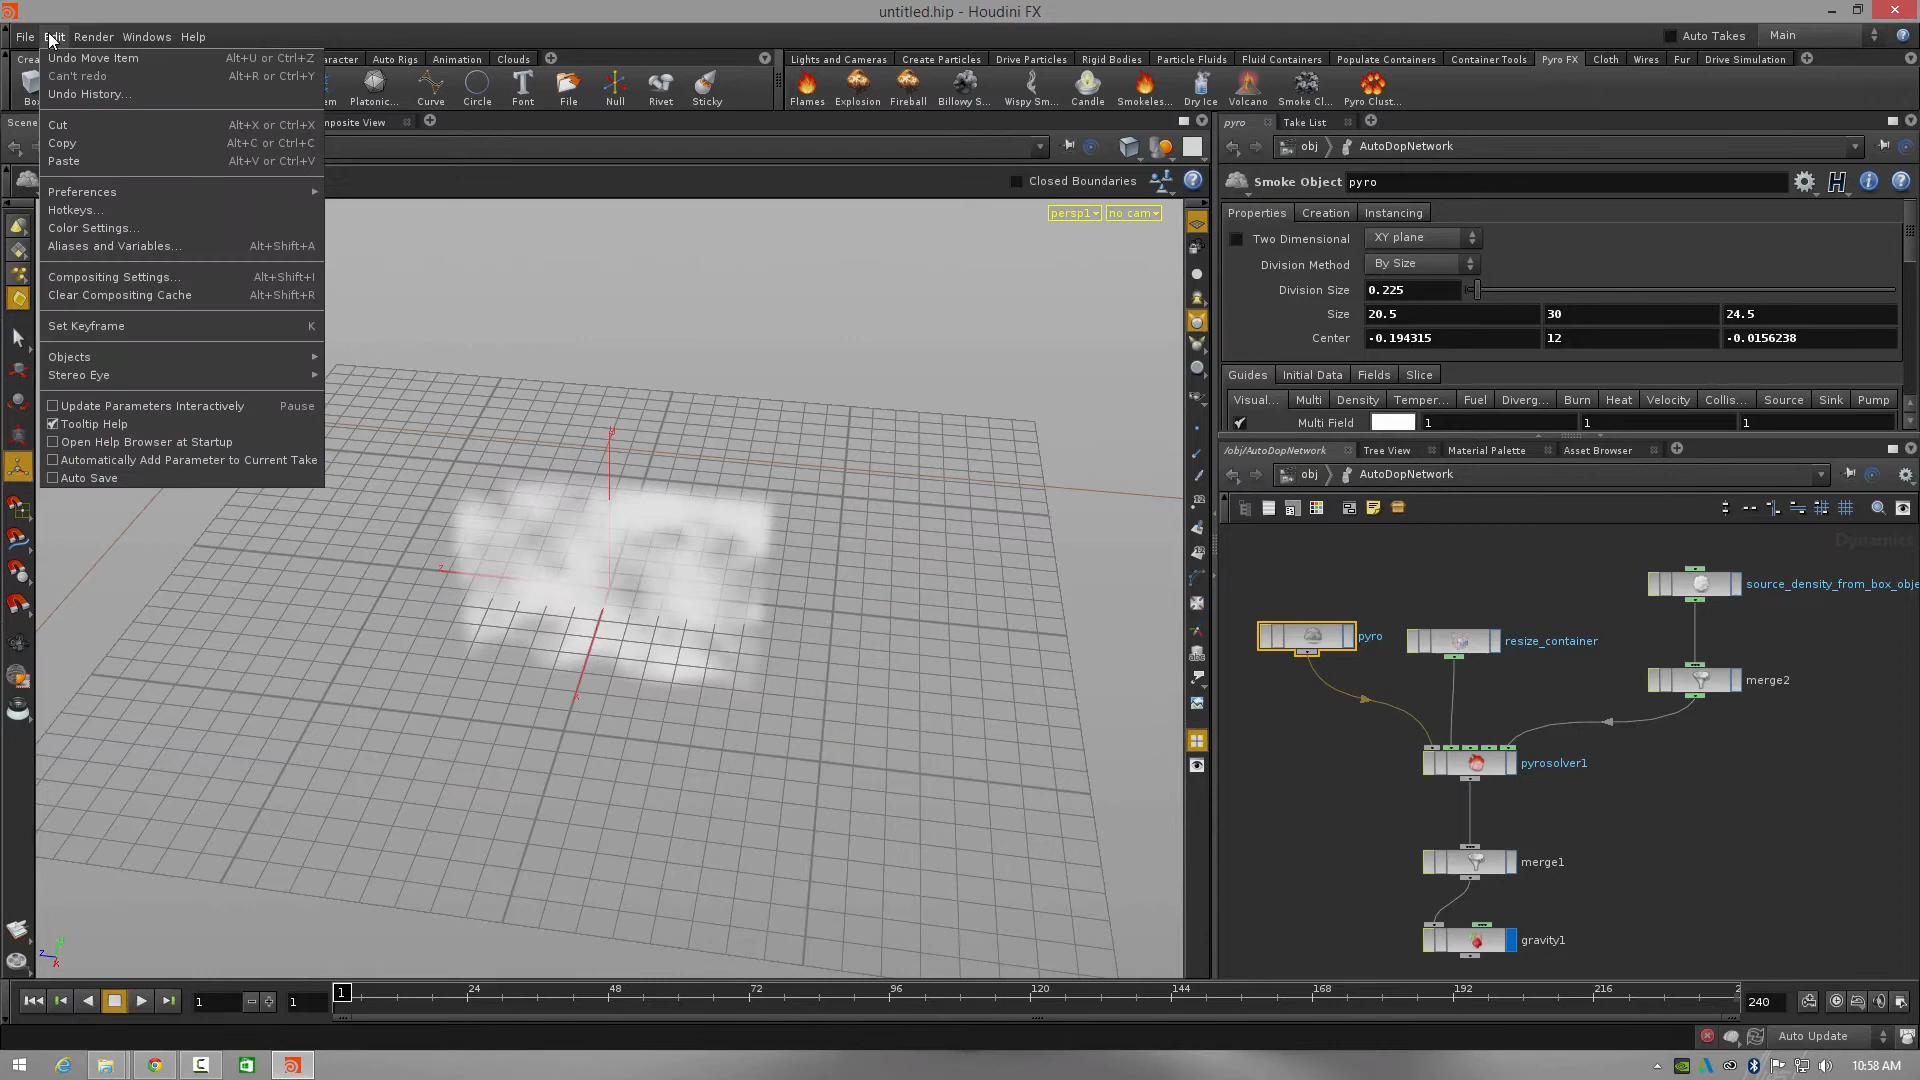 untitled.hip - Houdini FX
File Edit Render Windows Help
Auto Takes Main
Undo Move Item Alt+U or Ctrl+Z
Can't redo Alt+R or Ctrl+Y
Undo History...
Cut Alt+X or Ctrl+X
Copy Alt+C or Ctrl+C
Paste Alt+V or Ctrl+V
Preferences
Hotkeys...
Color Settings...
Aliases and Variables... Alt+Shift+A
Compositing Settings... Alt+Shift+I
Clear Compositing Cache Alt+Shift+R
Set Keyframe K
Objects
Stereo Eye
Update Parameters Interactively Pause
Tooltip Help
Open Help Browser at Startup
Automatically Add Parameter to Current Take
Auto Save
Auto Rigs Animation Clouds
Curve Circle Font File Null Rivet Sticky
Platonic...
Lights and Cameras Create Particles Drive Particles Rigid Bodies Particle Fluids Fluid Containers Populate Containers Container Tools Pyro FX Cloth Wires Fur Drive Simulation
Flames Explosion Fireball Billowy S... Wispy Sm... Candle Smokeles... Dry Ice Volcano Smoke Cl... Pyro Clust...
Closed Boundaries
persp1 no cam
pyro Take List
obj AutoDopNetwork
Smoke Object pyro
Properties Creation Instancing
Two Dimensional XY plane
Division Method By Size
Division Size 0.225
Size 20.5 30 24.5
Center -0.194315 12 -0.0156238
Guides Initial Data Fields Slice
Visual... Multi Density Temper... Fuel Diverg... Burn Heat Velocity Collis... Source Sink Pump
Multi Field 1 1 1
/obj/AutoDopNetwork Tree View Material Palette Asset Browser
obj AutoDopNetwork
Dynamics
source_density_from_box_obje
pyro
resize_container
merge2
pyrosolver1
merge1
gravity1
z
y
1 1 1 24 48 72 96 120 144 168 192 216 2 240
Auto Update
10:58 AM